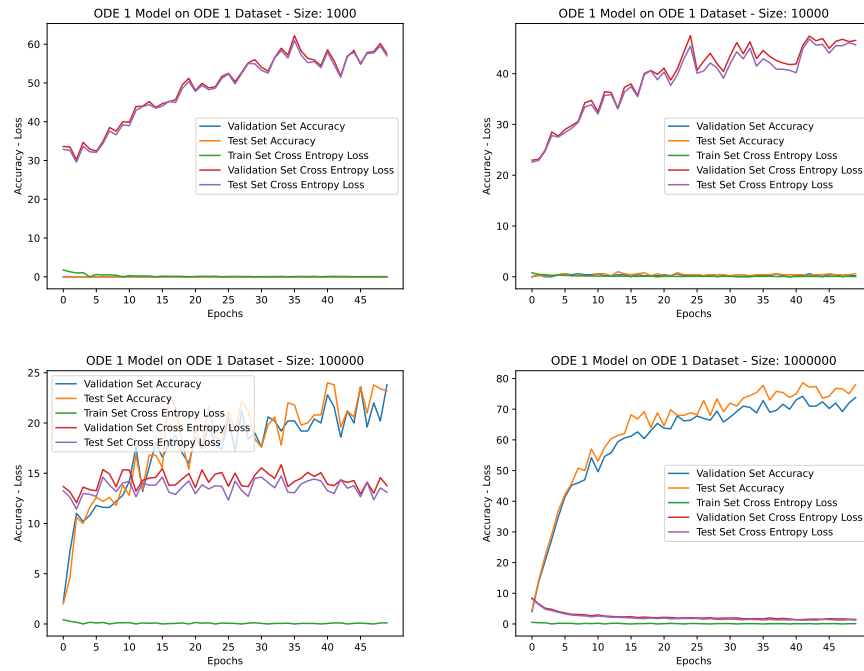 ODE 1 Model on ODE 1 Dataset - Size: 1000
60
50
40
30
20
10
0
Accuracy - Loss
Validation Set Accuracy
Test Set Accuracy
Train Set Cross Entropy Loss
Validation Set Cross Entropy Loss
Test Set Cross Entropy Loss
0 5 10 15 20 25 30 35 40 45
Epochs
ODE 1 Model on ODE 1 Dataset - Size: 10000
40
30
20
10
0
Accuracy - Loss
Validation Set Accuracy
Test Set Accuracy
Train Set Cross Entropy Loss
Validation Set Cross Entropy Loss
Test Set Cross Entropy Loss
0 5 10 15 20 25 30 35 40 45
Epochs
ODE 1 Model on ODE 1 Dataset - Size: 100000
25
20
15
10
5
0
Accuracy - Loss
Validation Set Accuracy
Test Set Accuracy
Train Set Cross Entropy Loss
Validation Set Cross Entropy Loss
Test Set Cross Entropy Loss
0 5 10 15 20 25 30 35 40 45
Epochs
ODE 1 Model on ODE 1 Dataset - Size: 1000000
80
70
60
50
40
30
20
10
0
Accuracy - Loss
Validation Set Accuracy
Test Set Accuracy
Train Set Cross Entropy Loss
Validation Set Cross Entropy Loss
Test Set Cross Entropy Loss
0 5 10 15 20 25 30 35 40 45
Epochs